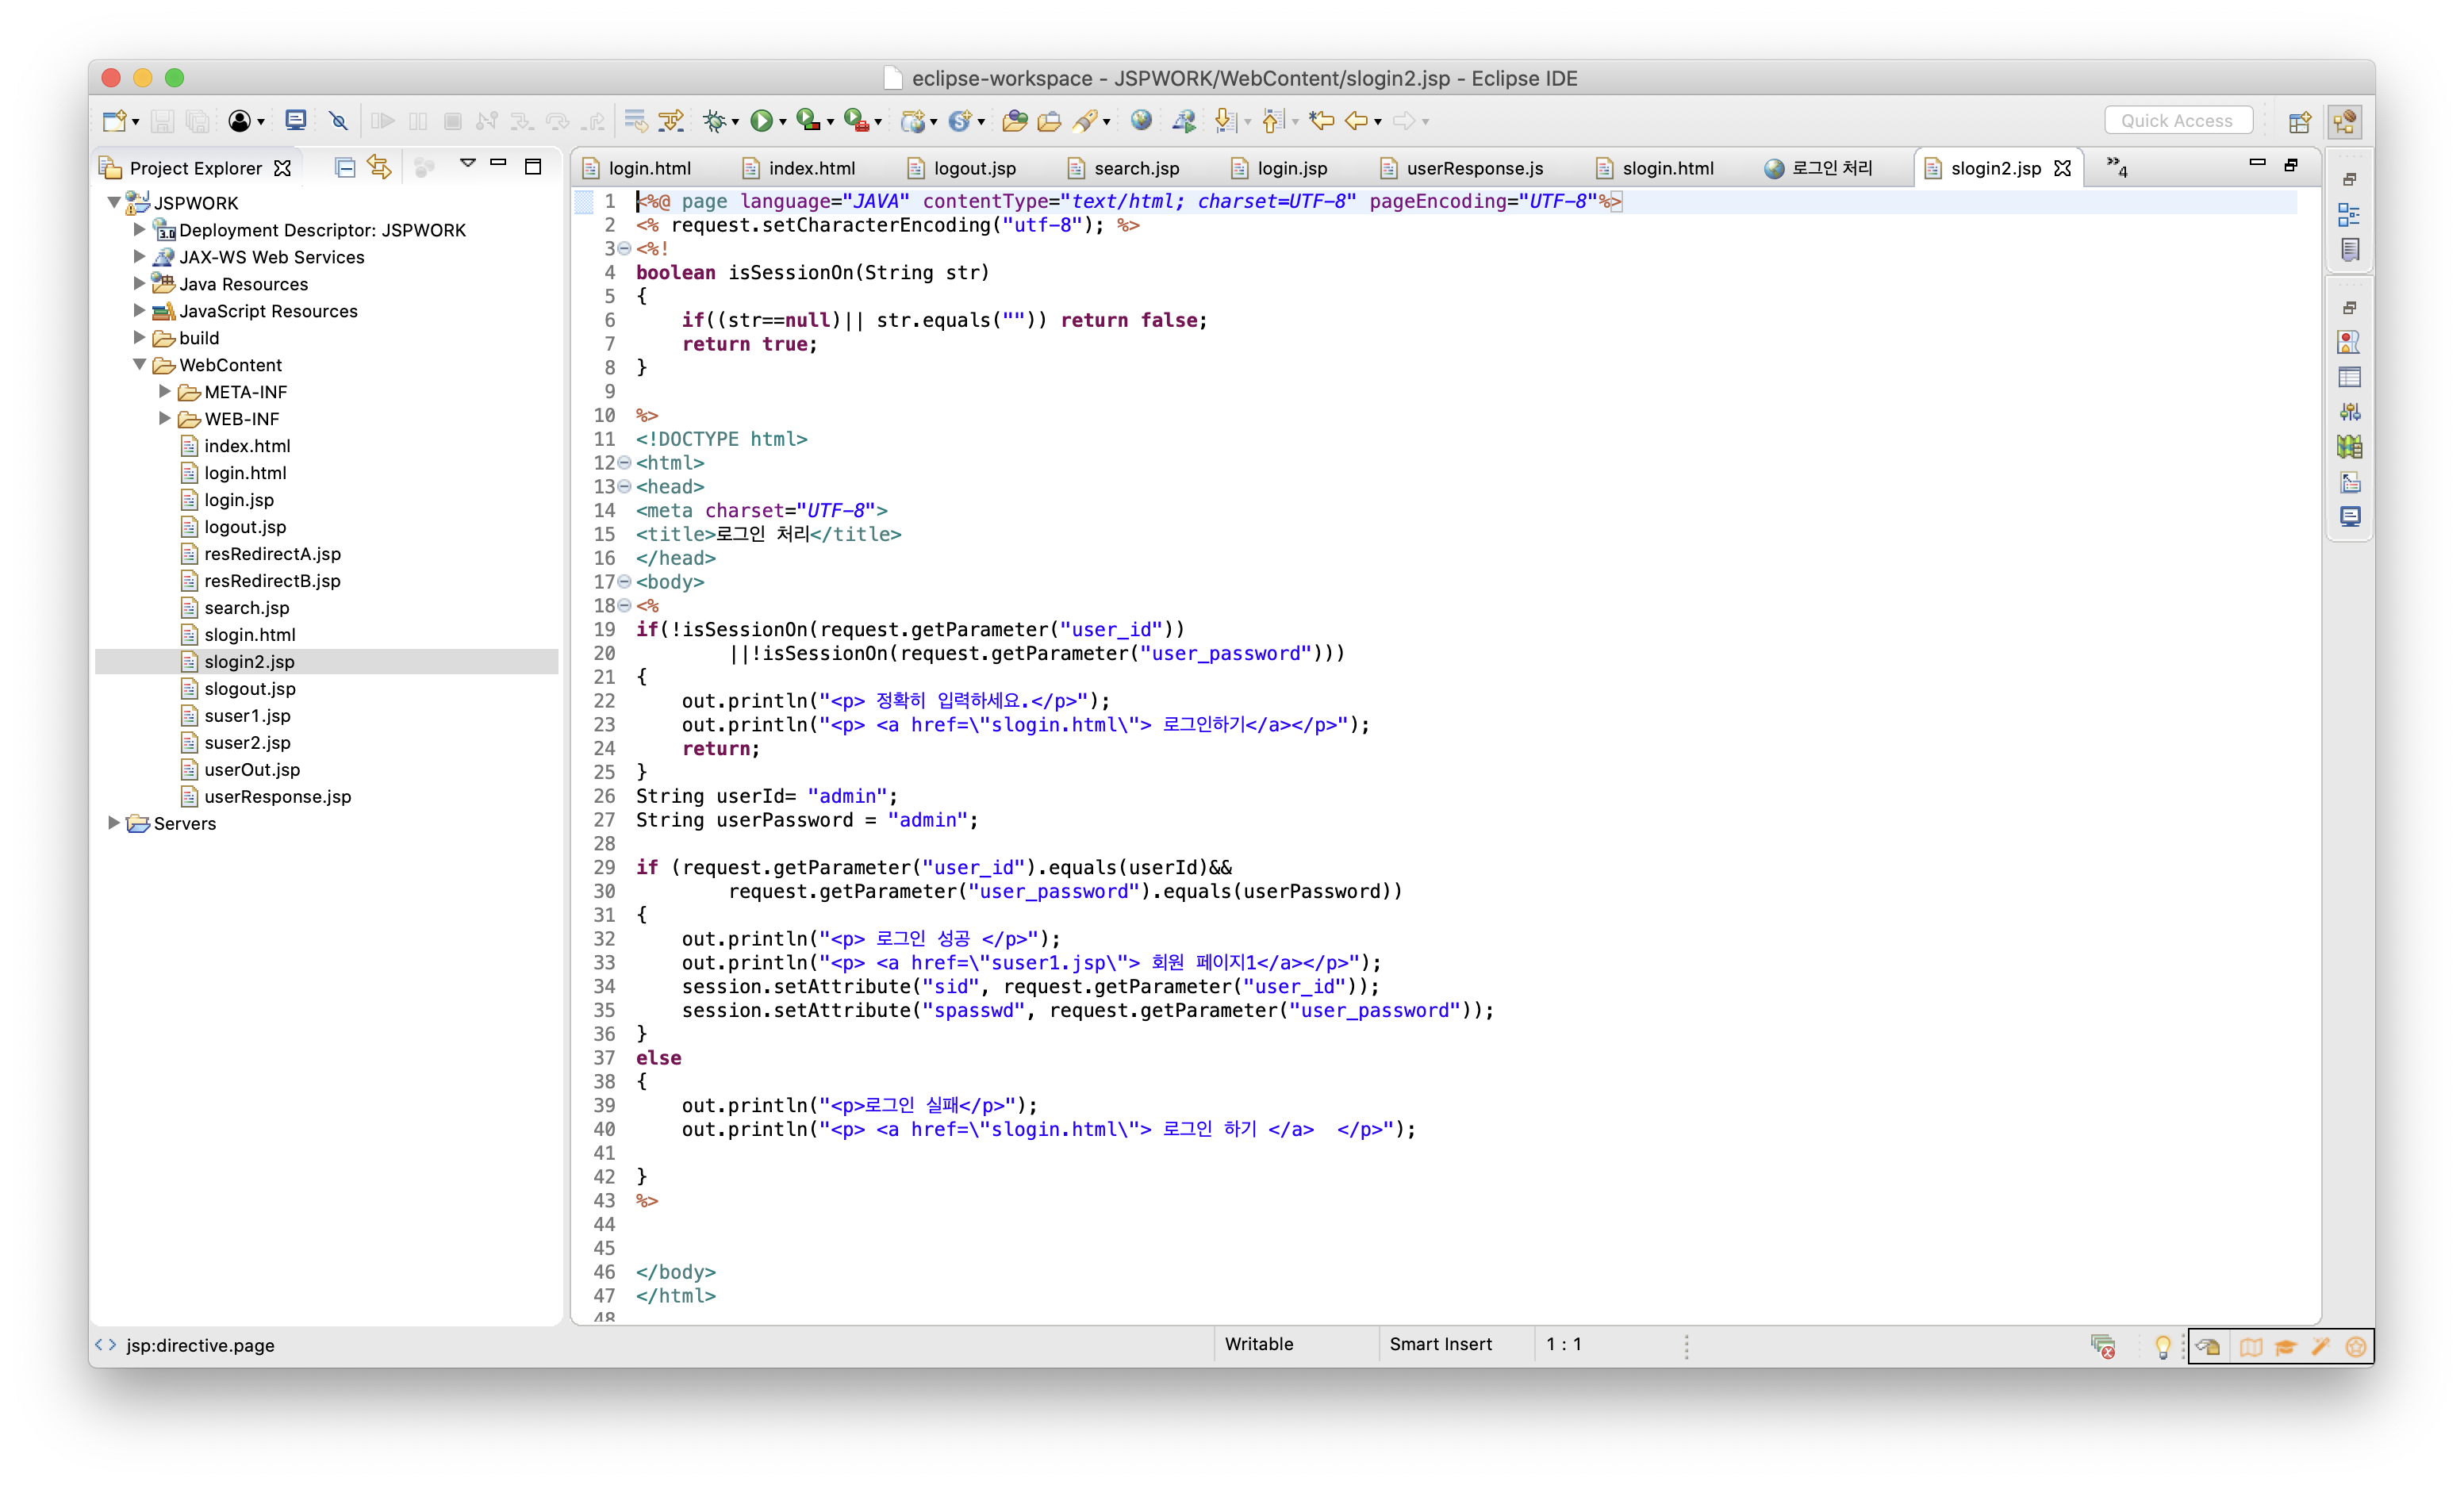 eclipse-workspace - JSPWORK/WebContent/slogin2.jsp - Eclipse IDE
Quick Access
Project Explorer
JSPWORK
3.0 Deployment Descriptor: JSPWORK
JAX-WS Web Services
Java Resources
JavaScript Resources
build
WebContent
META-INF
WEB-INF
index.html
login.html
login.jsp
logout.jsp
resRedirectA.jsp
resRedirectB.jsp
search.jsp
slogin.html
slogin2.jsp
slogout.jsp
suser1.jsp
suser2.jsp
userOut.jsp
userResponse.jsp
Servers
login.html index.html logout.jsp search.jsp login.jsp userResponse.js slogin.html 로그인 처리 slogin2.jsp »4
1 <%@ page language="JAVA" contentType="text/html; charset=UTF-8" pageEncoding="UTF-8"%>
2 <% request.setCharacterEncoding("utf-8"); %>
3 <%!
4 boolean isSessionOn(String str)
5 {
6     if((str==null)|| str.equals("")) return false;
7     return true;
8 }
9
10 %>
11 <!DOCTYPE html>
12 <html>
13 <head>
14 <meta charset="UTF-8">
15 <title>로그인 처리</title>
16 </head>
17 <body>
18 <%
19 if(!isSessionOn(request.getParameter("user_id"))
20         ||!isSessionOn(request.getParameter("user_password")))
21 {
22     out.println("<p> 정확히 입력하세요.</p>");
23     out.println("<p> <a href=\"slogin.html\"> 로그인하기</a></p>");
24     return;
25 }
26 String userId= "admin";
27 String userPassword = "admin";
28
29 if (request.getParameter("user_id").equals(userId)&&
30         request.getParameter("user_password").equals(userPassword))
31 {
32     out.println("<p> 로그인 성공 </p>");
33     out.println("<p> <a href=\"suser1.jsp\"> 회원 페이지1</a></p>");
34     session.setAttribute("sid", request.getParameter("user_id"));
35     session.setAttribute("spasswd", request.getParameter("user_password"));
36 }
37 else
38 {
39     out.println("<p>로그인 실패</p>");
40     out.println("<p> <a href=\"slogin.html\"> 로그인 하기 </a>  </p>");
41
42 }
43 %>
44
45
46 </body>
47 </html>
48
<> jsp:directive.page
Writable
Smart Insert
1 : 1